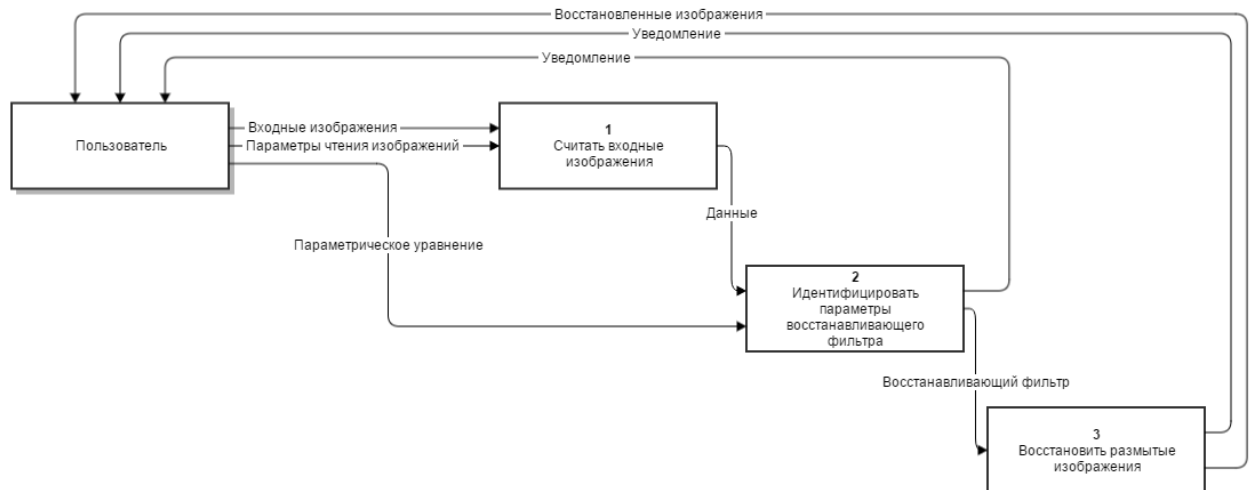 Восстановленные изображения
Уведомление
Уведомление
Пользователь
Входные изображения
Параметры чтения изображений
1
Считать входные
изображения
Данные
Параметрическое уравнение
2
Идентифицировать
параметры
восстанавливающего
фильтра
Восстанавливающий фильтр
3
Восстановить размытые
изображения